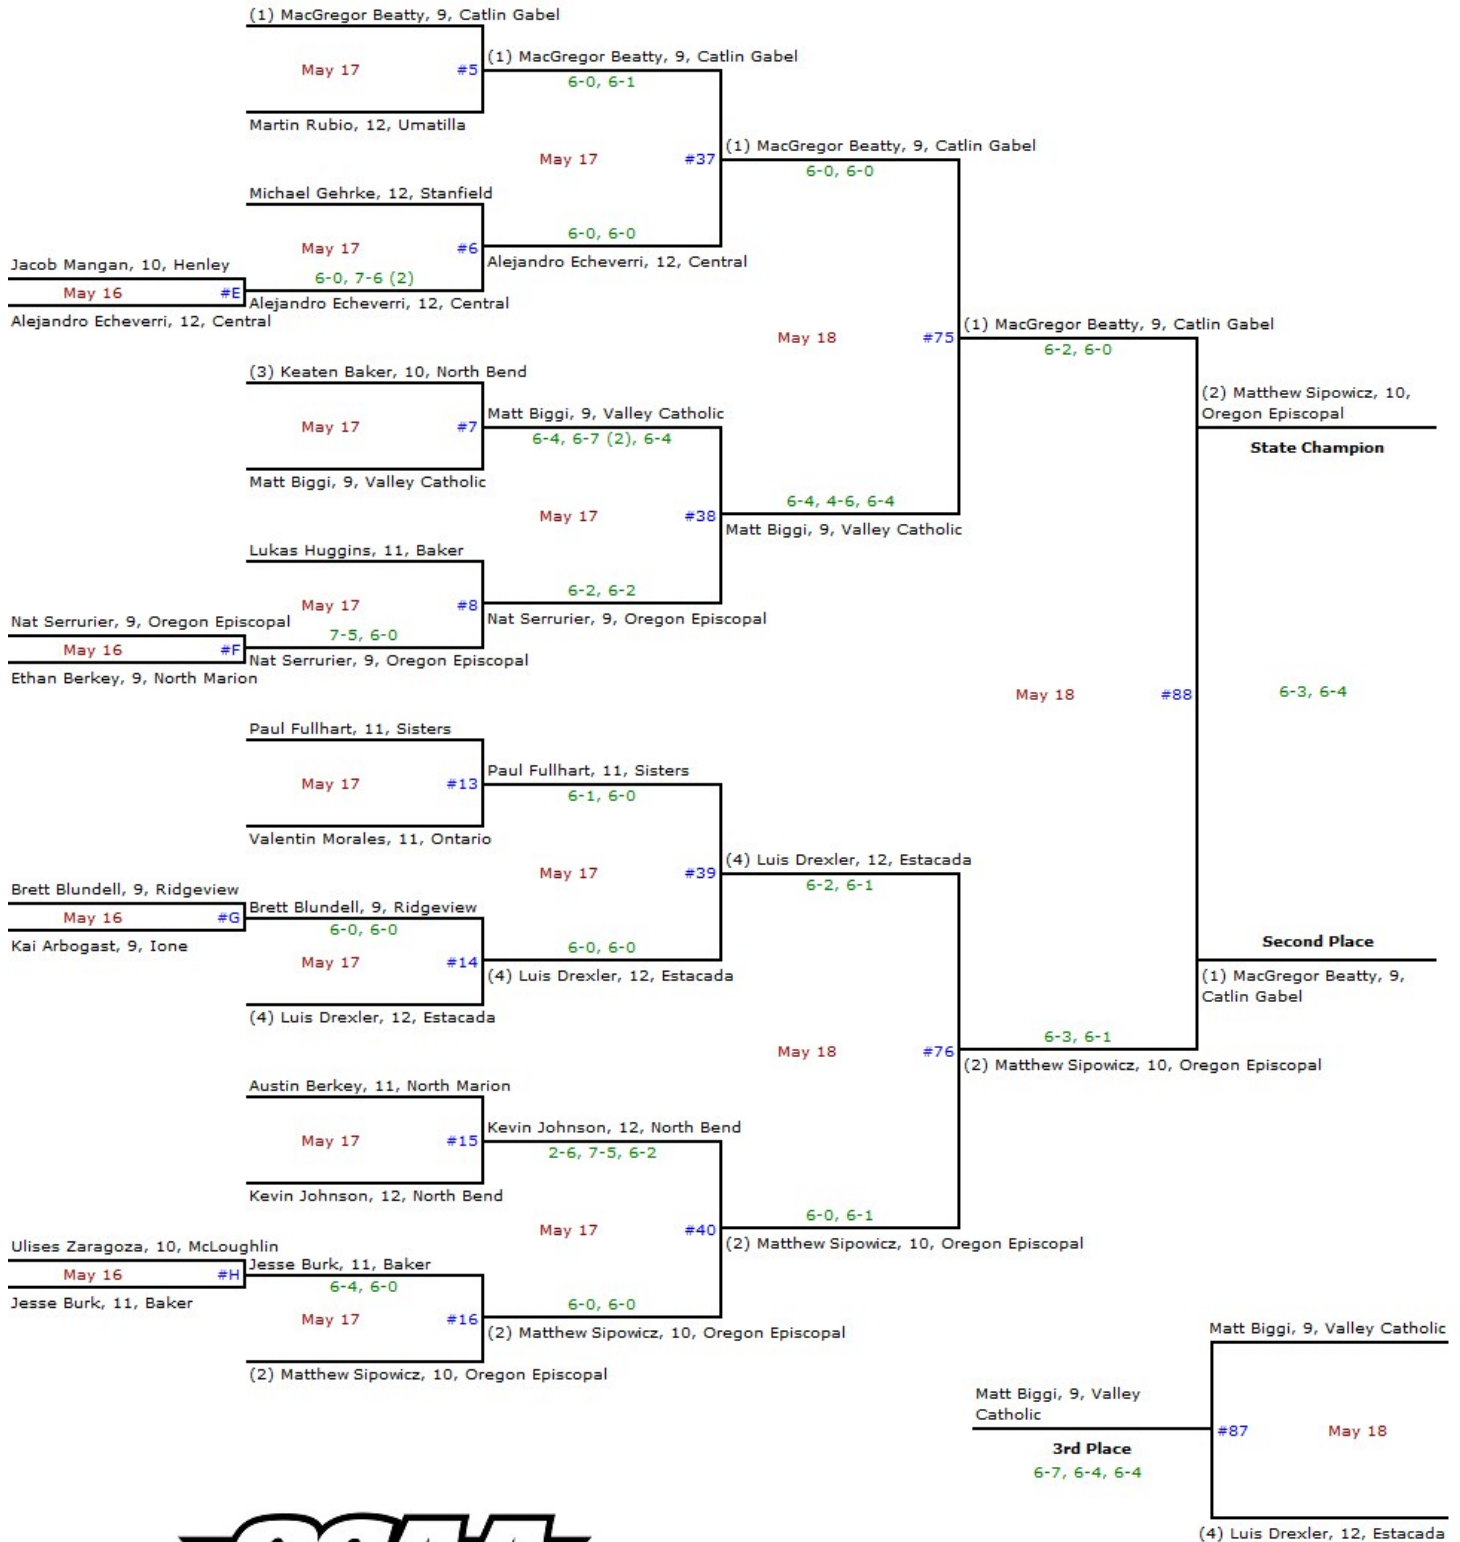 (1) MacGregor Beatty, 9, Catlin Gabel
May 17 #5
(1) MacGregor Beatty, 9, Catlin Gabel
6-0, 6-1
Martin Rubio, 12, Umatilla
May 17 #37
(1) MacGregor Beatty, 9, Catlin Gabel
6-0, 6-0
Michael Gehrke, 12, Stanfield
May 17 #6
6-0, 6-0
Alejandro Echeverri, 12, Central
Jacob Mangan, 10, Henley
May 16 #E
6-0, 7-6 (2)
Alejandro Echeverri, 12, Central
Alejandro Echeverri, 12, Central
May 18 #75
(1) MacGregor Beatty, 9, Catlin Gabel
6-2, 6-0
(3) Keaten Baker, 10, North Bend
May 17 #7
Matt Biggi, 9, Valley Catholic
6-4, 6-7 (2), 6-4
Matt Biggi, 9, Valley Catholic
(2) Matthew Sipowicz, 10,
Oregon Episcopal
State Champion
May 17 #38
6-4, 4-6, 6-4
Matt Biggi, 9, Valley Catholic
Lukas Huggins, 11, Baker
May 17 #8
6-2, 6-2
Nat Serrurier, 9, Oregon Episcopal
Nat Serrurier, 9, Oregon Episcopal
May 16 #F
7-5, 6-0
Nat Serrurier, 9, Oregon Episcopal
Ethan Berkey, 9, North Marion
May 18 #88
6-3, 6-4
Paul Fullhart, 11, Sisters
May 17 #13
Paul Fullhart, 11, Sisters
6-1, 6-0
Valentin Morales, 11, Ontario
May 17 #39
(4) Luis Drexler, 12, Estacada
6-2, 6-1
Brett Blundell, 9, Ridgeview
May 16 #G
Brett Blundell, 9, Ridgeview
6-0, 6-0
Kai Arbogast, 9, Ione
May 17 #14
6-0, 6-0
(4) Luis Drexler, 12, Estacada
(4) Luis Drexler, 12, Estacada
Second Place
(1) MacGregor Beatty, 9,
Catlin Gabel
May 18 #76
6-3, 6-1
(2) Matthew Sipowicz, 10, Oregon Episcopal
Austin Berkey, 11, North Marion
May 17 #15
Kevin Johnson, 12, North Bend
2-6, 7-5, 6-2
Kevin Johnson, 12, North Bend
May 17 #40
6-0, 6-1
(2) Matthew Sipowicz, 10, Oregon Episcopal
Ulises Zaragoza, 10, McLoughlin
May 16 #H
Jesse Burk, 11, Baker
6-4, 6-0
Jesse Burk, 11, Baker
May 17 #16
6-0, 6-0
(2) Matthew Sipowicz, 10, Oregon Episcopal
(2) Matthew Sipowicz, 10, Oregon Episcopal
Matt Biggi, 9, Valley Catholic
Matt Biggi, 9, Valley
Catholic
#87 May 18
3rd Place
6-7, 6-4, 6-4
(4) Luis Drexler, 12, Estacada